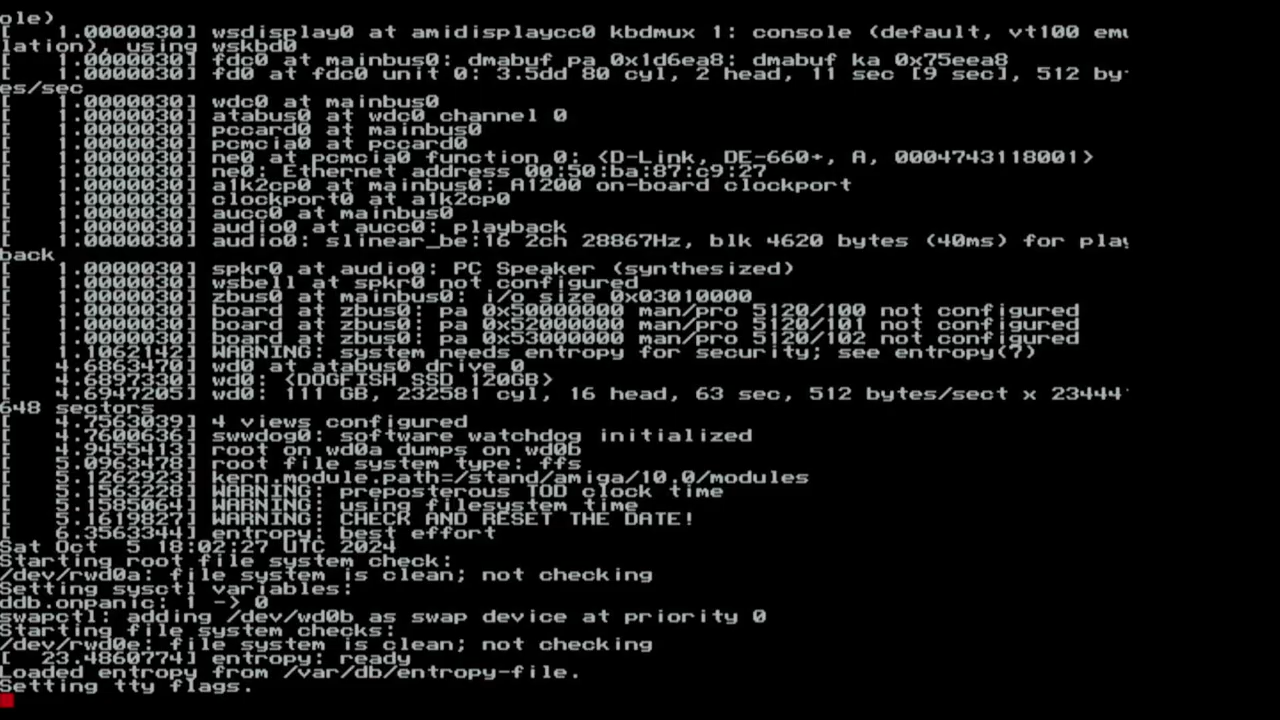 ole)
[   1.0000030] wsdisplay0 at amidisplaycc0 kbdmux 1: console (default, vt100 emu
lation), using wskbd0
[   1.0000030] fdc0 at mainbus0: dmabuf pa 0x1d6ea8: dmabuf ka 0x75eea8
[   1.0000030] fd0 at fdc0 unit 0: 3.5dd 80 cyl, 2 head, 11 sec [9 sec], 512 by
es/sec
[   1.0000030] wdc0 at mainbus0
[   1.0000030] atabus0 at wdc0 channel 0
[   1.0000030] pccard0 at mainbus0
[   1.0000030] pcmcia0 at pccard0
[   1.0000030] ne0 at pcmcia0 function 0: <D-Link, DE-660+, A, 0004743118001>
[   1.0000030] ne0: Ethernet address 00:50:ba:87:c9:27
[   1.0000030] a1k2cp0 at mainbus0: A1200 on-board clockport
[   1.0000030] clockport0 at a1k2cp0
[   1.0000030] aucc0 at mainbus0
[   1.0000030] audio0 at aucc0: playback
[   1.0000030] audio0: slinear_be:16 2ch 28867Hz, blk 4620 bytes (40ms) for play
back
[   1.0000030] spkr0 at audio0: PC Speaker (synthesized)
[   1.0000030] wsbell at spkr0 not configured
[   1.0000030] zbus0 at mainbus0: i/o size 0x03010000
[   1.0000030] board at zbus0: pa 0x50000000 man/pro 5120/100 not configured
[   1.0000030] board at zbus0: pa 0x52000000 man/pro 5120/101 not configured
[   1.0000030] board at zbus0: pa 0x53000000 man/pro 5120/102 not configured
[   1.1062142] WARNING: system needs entropy for security; see entropy(7)
[   4.6863470] wd0 at atabus0 drive 0
[   4.6897330] wd0: <DOGFISH SSD 120GB>
[   4.6947205] wd0: 111 GB, 232581 cyl, 16 head, 63 sec, 512 bytes/sect x 23444
648 sectors
[   4.7563039] 4 views configured
[   4.7600636] swwdog0: software watchdog initialized
[   4.9455413] root on wd0a dumps on wd0b
[   5.0963478] root file system type: ffs
[   5.1262923] kern.module.path=/stand/amiga/10.0/modules
[   5.1563228] WARNING: preposterous TOD clock time
[   5.1585064] WARNING: using filesystem time
[   5.1619827] WARNING: CHECK AND RESET THE DATE!
[   6.3563344] entropy: best effort
Sat Oct  5 18:02:27 UTC 2024
Starting root file system check:
/dev/rwd0a: file system is clean; not checking
Setting sysctl variables:
ddb.onpanic: 1 -> 0
swapctl: adding /dev/wd0b as swap device at priority 0
Starting file system checks:
/dev/rwd0e: file system is clean; not checking
[  23.4860774] entropy: ready
Loaded entropy from /var/db/entropy-file.
Setting tty flags.